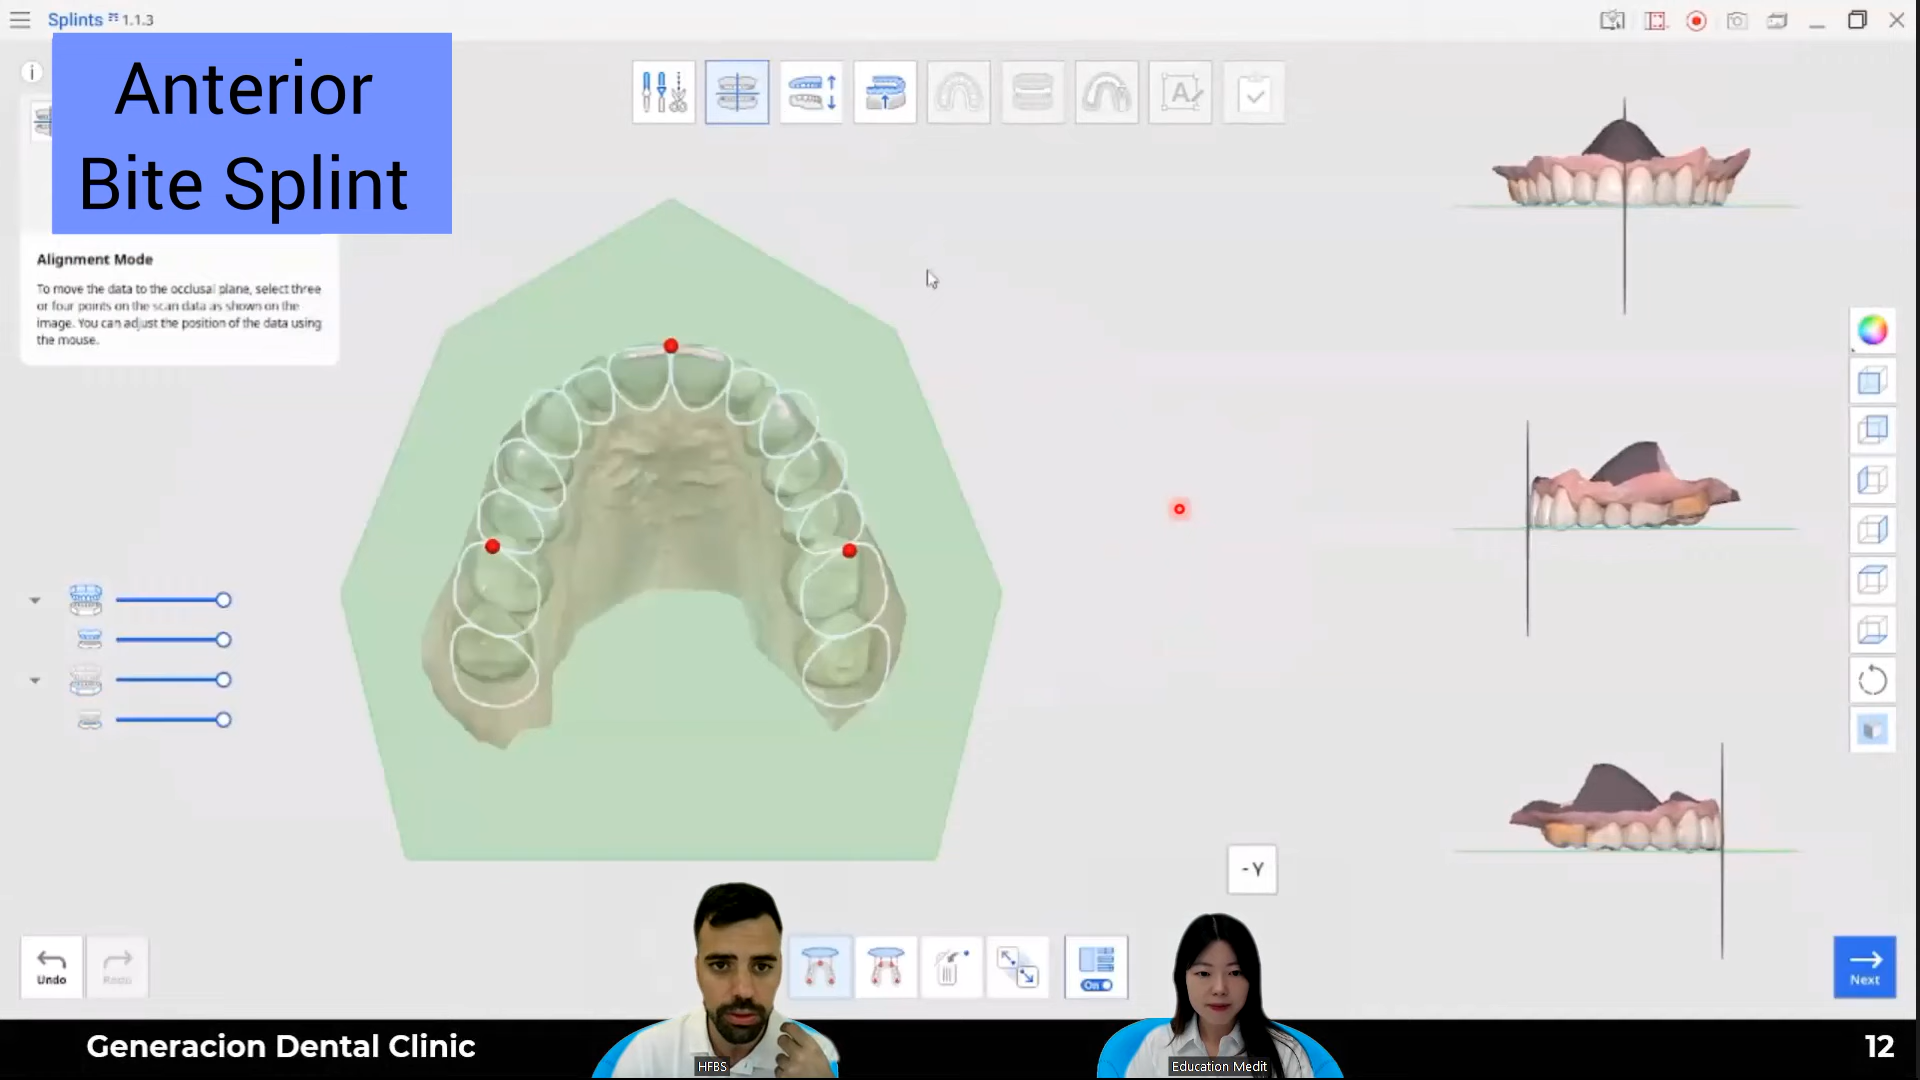 Splints 1.1.3
Anterior
Bite Splint
Alignment Mode
To move the data to the occlusal plane, select three
or four points on the scan data as shown on the
image. You can adjust the position of the data using
the mouse.
-Y
Undo
Redo
On
Next
Generacion Dental Clinic
12
HFBS
Education Medit